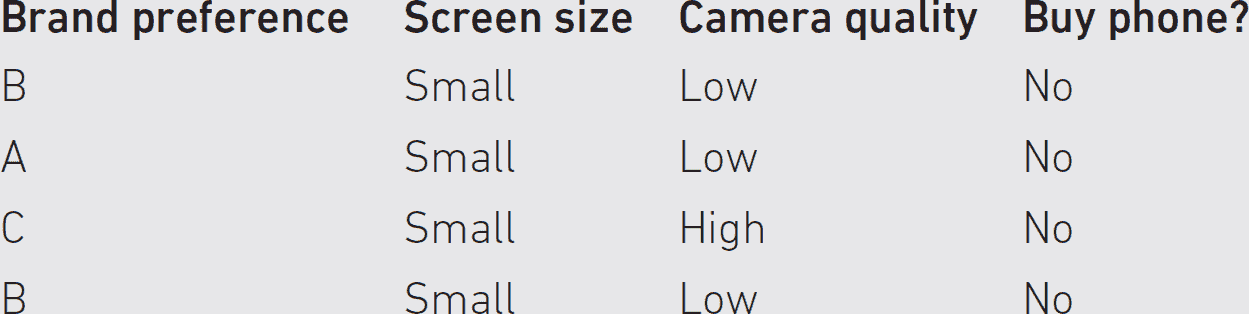 Brand preference Screen size Camera quality Buy phone?
B Small Low No
A Small Low No
C Small High No
B Small Low No